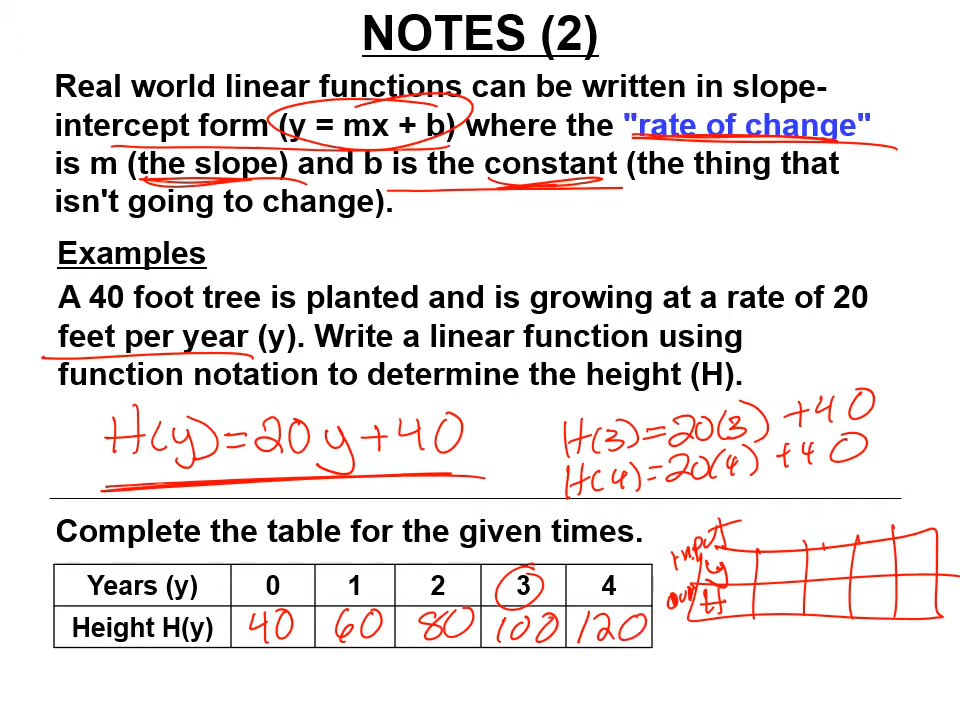 NOTES (2)
Real world linear functions can be written in slope-
intercept form (y = mx + b) where the "rate of change"
is m (the slope) and b is the constant (the thing that
isn't going to change).
Examples
A 40 foot tree is planted and is growing at a rate of 20
feet per year (y). Write a linear function using
function notation to determine the height (H).
H(y)=20y+40
H(3)=20(3)+40
H(4)=20(4)+40
Complete the table for the given times.
Years (y) 0 1 2 3 4
Height H(y) 40 60 80 100 120
input
y
H